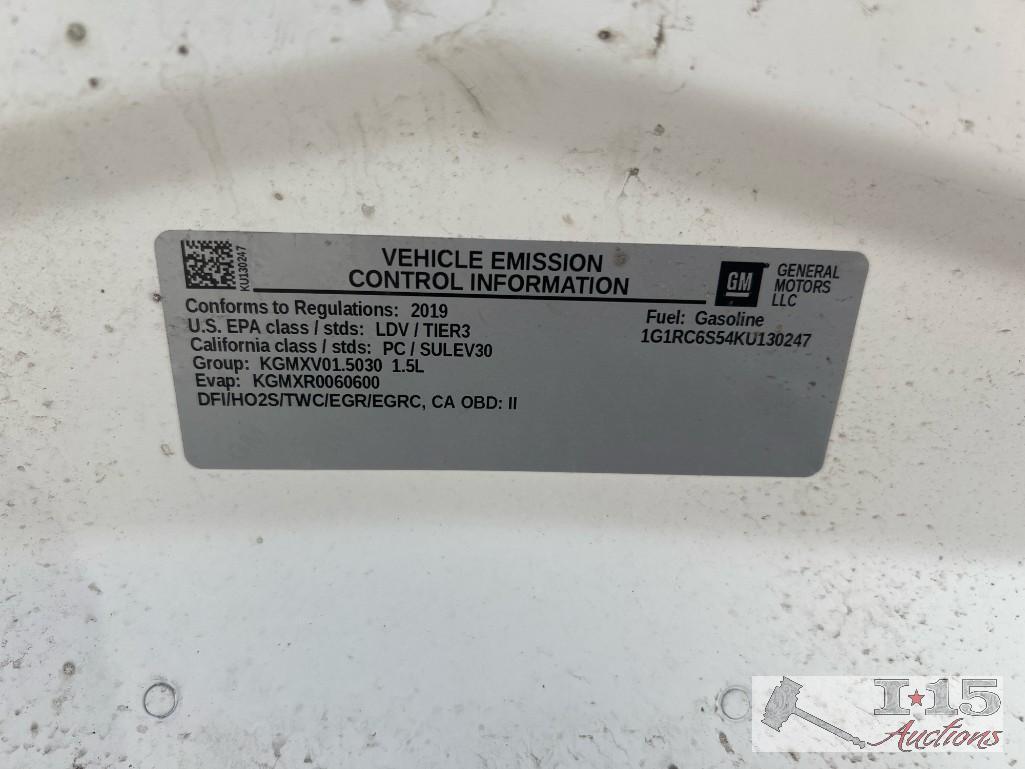 KU130247
VEHICLE EMISSION
CONTROL INFORMATION
GM
GENERAL
MOTORS
LLC
Conforms to Regulations: 2019
U.S. EPA class / stds: LDV / TIER3
California class / stds: PC / SULEV30
Group: KGMXV01.5030 1.5L
Evap: KGMXR0060600
DFI/HO2S/TWC/EGR/EGRC, CA OBD: II
Fuel: Gasoline
1G1RC6S54KU130247
I★15
Auctions